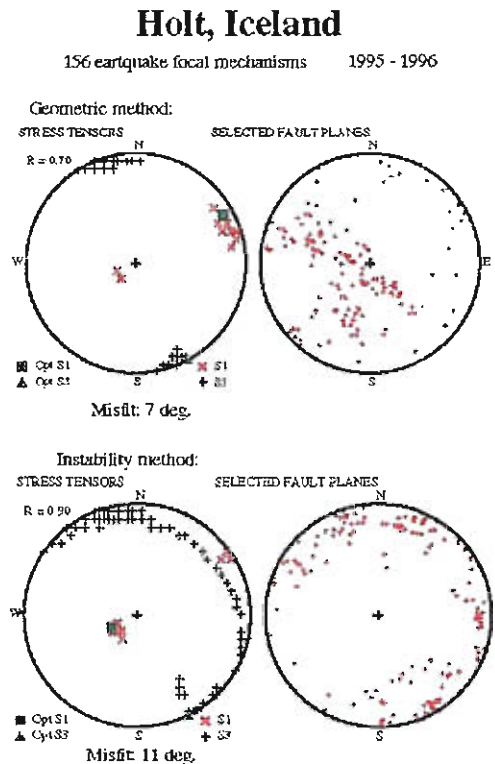 Holt, Iceland
156 eartquake focal mechanisms 1995 - 1996
Geometric method:
STRESS TENSORS SELECTED FAULT PLANES
N N
R = 0.70
W E
S S
Opt S1 S1
Opt S3 S3
Misfit: 7 deg.
Instability method:
STRESS TENSORS SELECTED FAULT PLANES
N N
R = 0.90
S S
Opt S1 S1
Opt S3 S3
Misfit: 11 deg.